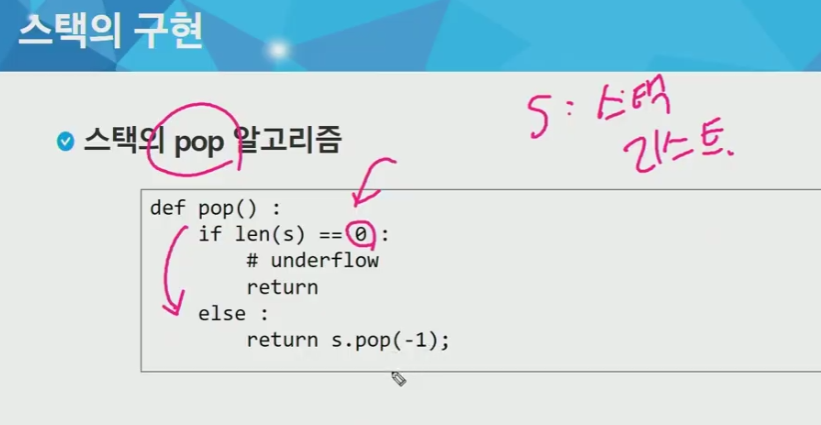 스택의 구현
S : 스택
리스트.
스택의 pop 알고리즘
def pop() :
    if len(s) == 0 :
        # underflow
        return
    else :
        return s.pop(-1);